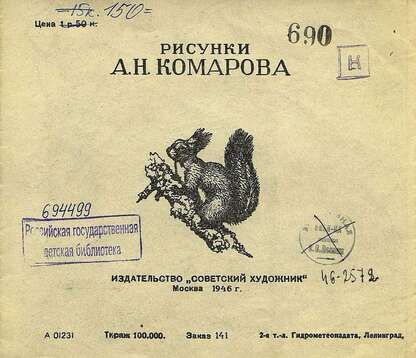 15к. 150=
Цена 1 р. 50 к.
690
Н
РИСУНКИ
А.Н. КОМАРОВА
694499
Российская государственная
детская библиотека
ИЗДАТЕЛЬСТВО „СОВЕТСКИЙ ХУДОЖНИК“
Москва 1946 г.
46-2572
А 01231 Тираж 100.000. Заказ 141 2-я т.-л. Гидрометеоиздата, Ленинград,